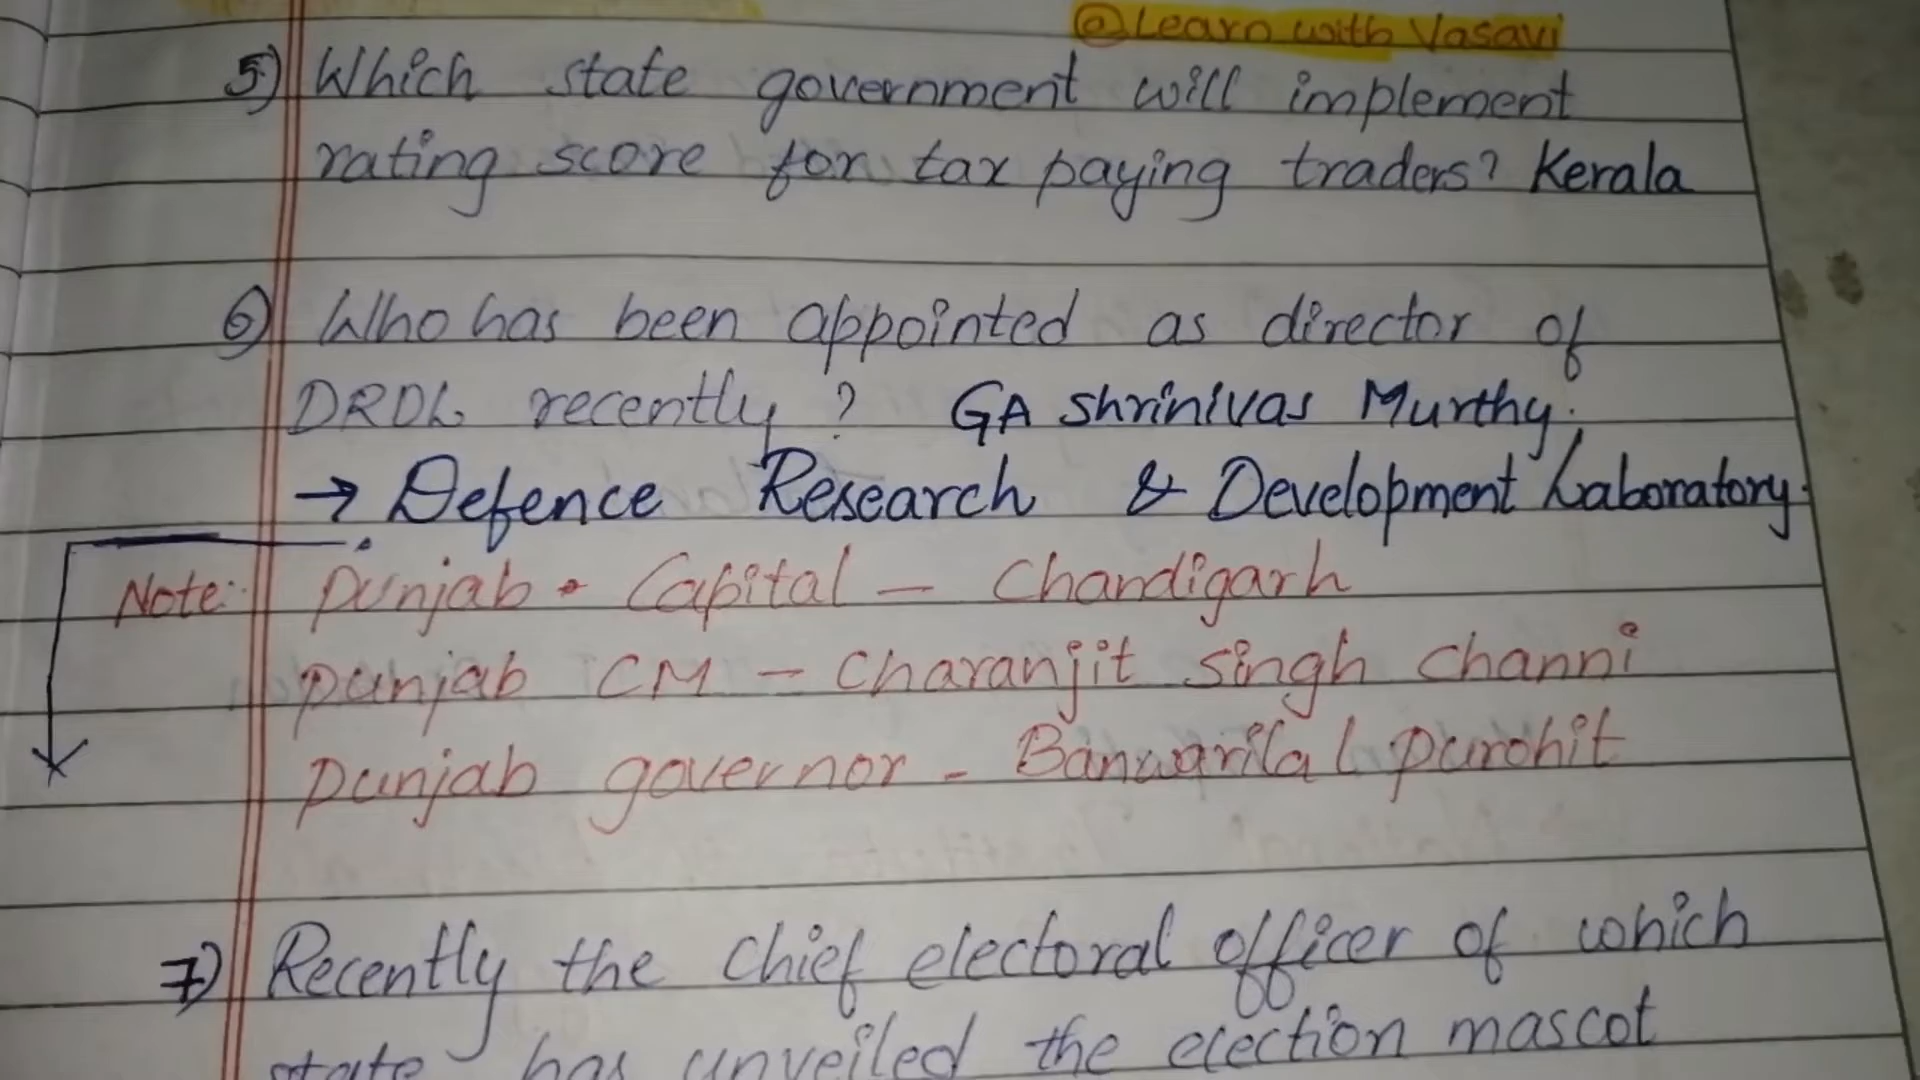 @Learn with Vasavi
5) Which state government will implement
rating score for tax paying traders? Kerala
6) Who has been appointed as director of
DRDL recently? GA Shrinivas Murthy.
→ Defence Research & Development Laboratory.
Note: Punjab - Capital - Chandigarh
Punjab CM - Charanjit Singh Channi
Punjab governor - Banwarilal Purohit
7) Recently the Chief electoral officer of which
state has unveiled the election mascot